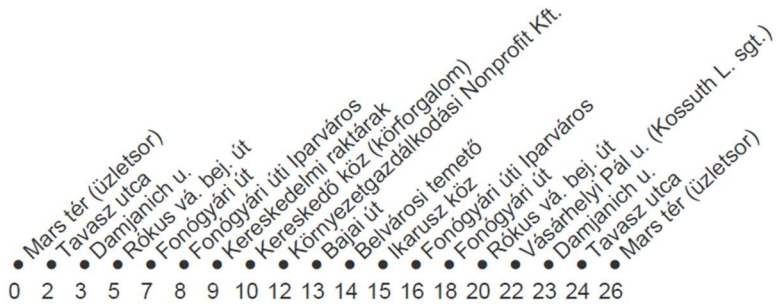 Mars tér (üzletsor)
Tavasz utca
Damjanich u.
Rókus vá. bej. út
Fonógyári út
Fonógyári úti Iparváros
Kereskedelmi raktárak
Kereskedő köz (körforgalom)
Környezetgazdálkodási Nonprofit Kft.
Bajai út
Belvárosi temető
Ikarusz köz
Fonógyári úti Iparváros
Fonógyári út
Rókus vá. bej. út
Vásárhelyi Pál u. (Kossuth L. sgt.)
Damjanich u.
Tavasz utca
Mars tér (üzletsor)
0 2 3 5 7 8 9 10 12 13 14 15 16 18 20 22 23 24 26